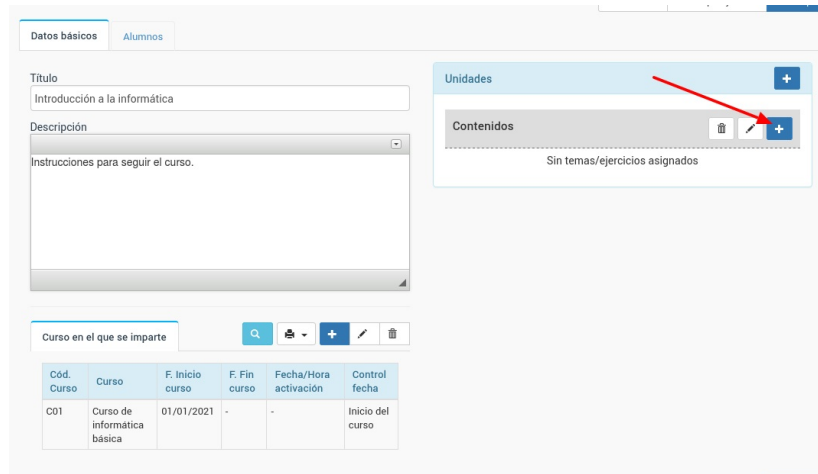 Datos básicos
Alumnos
Título
Introducción a la informática
Descripción
Instrucciones para seguir el curso.
Unidades
Contenidos
Sin temas/ejercicios asignados
Curso en el que se imparte
Cód. Curso
Curso
F. Inicio curso
F. Fin curso
Fecha/Hora activación
Control fecha
C01
Curso de informática básica
01/01/2021
-
-
Inicio del curso